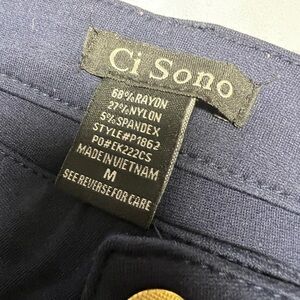 Ci Sono
68%RAYON
27%NYLON
5%SPANDEX
STYLE#P1862
PO#EK222CS
MADE IN VIETNAM
M
SEE REVERSE FOR CARE